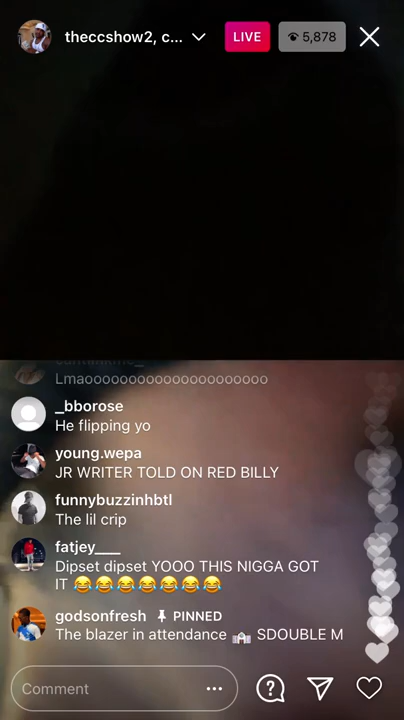 theccshow2, c...
LIVE
5,878
Lmaooooooooooooooooooooo
_bborose
He flipping yo
young.wepa
JR WRITER TOLD ON RED BILLY
funnybuzzinhbtl
The lil crip
fatjey___
Dipset dipset YOOO THIS NIGGA GOT
IT 😂😂😂😂😂😂😂
godsonfresh PINNED
The blazer in attendance 💒 SDOUBLE M
Comment